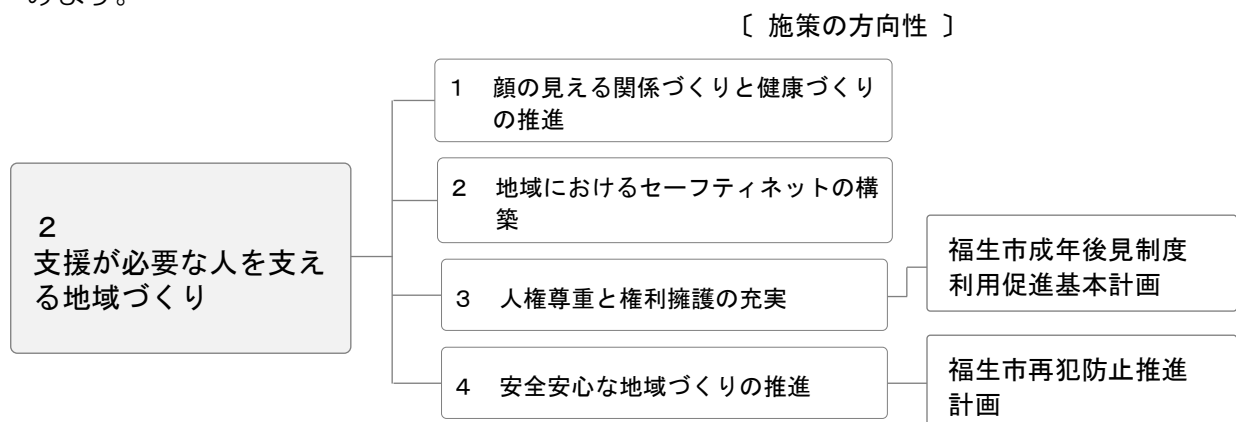 〔 施策の方向性 〕
1 顔の見える関係づくりと健康づくり
の推進
2 地域におけるセーフティネットの構
築
2
支援が必要な人を支え
る地域づくり
3 人権尊重と権利擁護の充実
福生市成年後見制度
利用促進基本計画
4 安全安心な地域づくりの推進
福生市再犯防止推進
計画